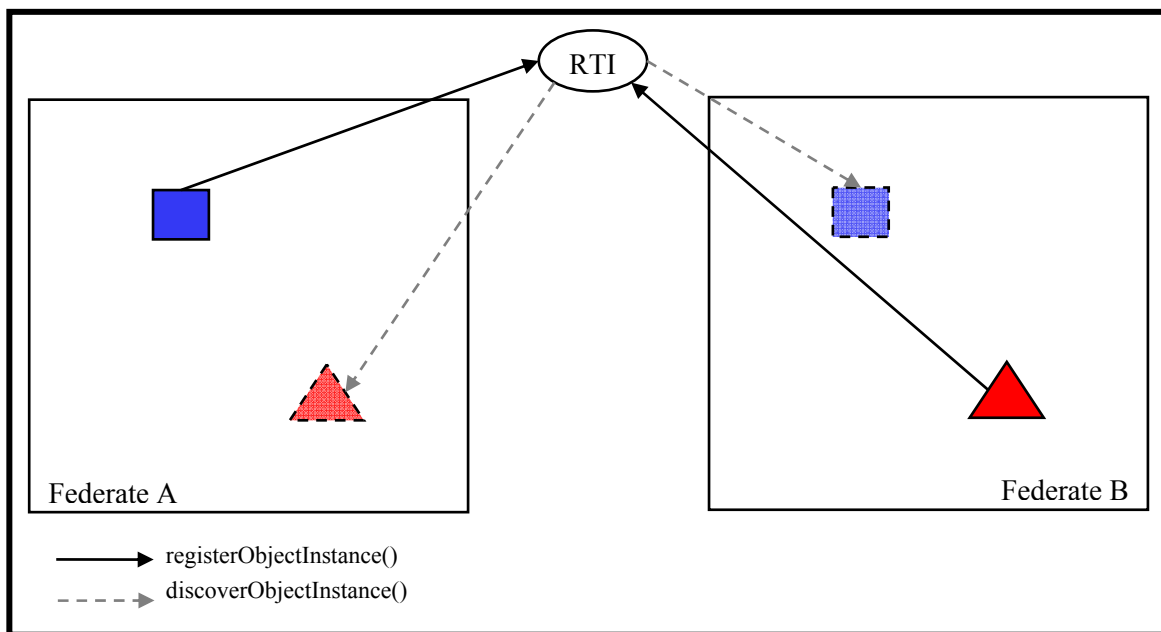 RTI
Federate A
Federate B
registerObjectInstance()
discoverObjectInstance()